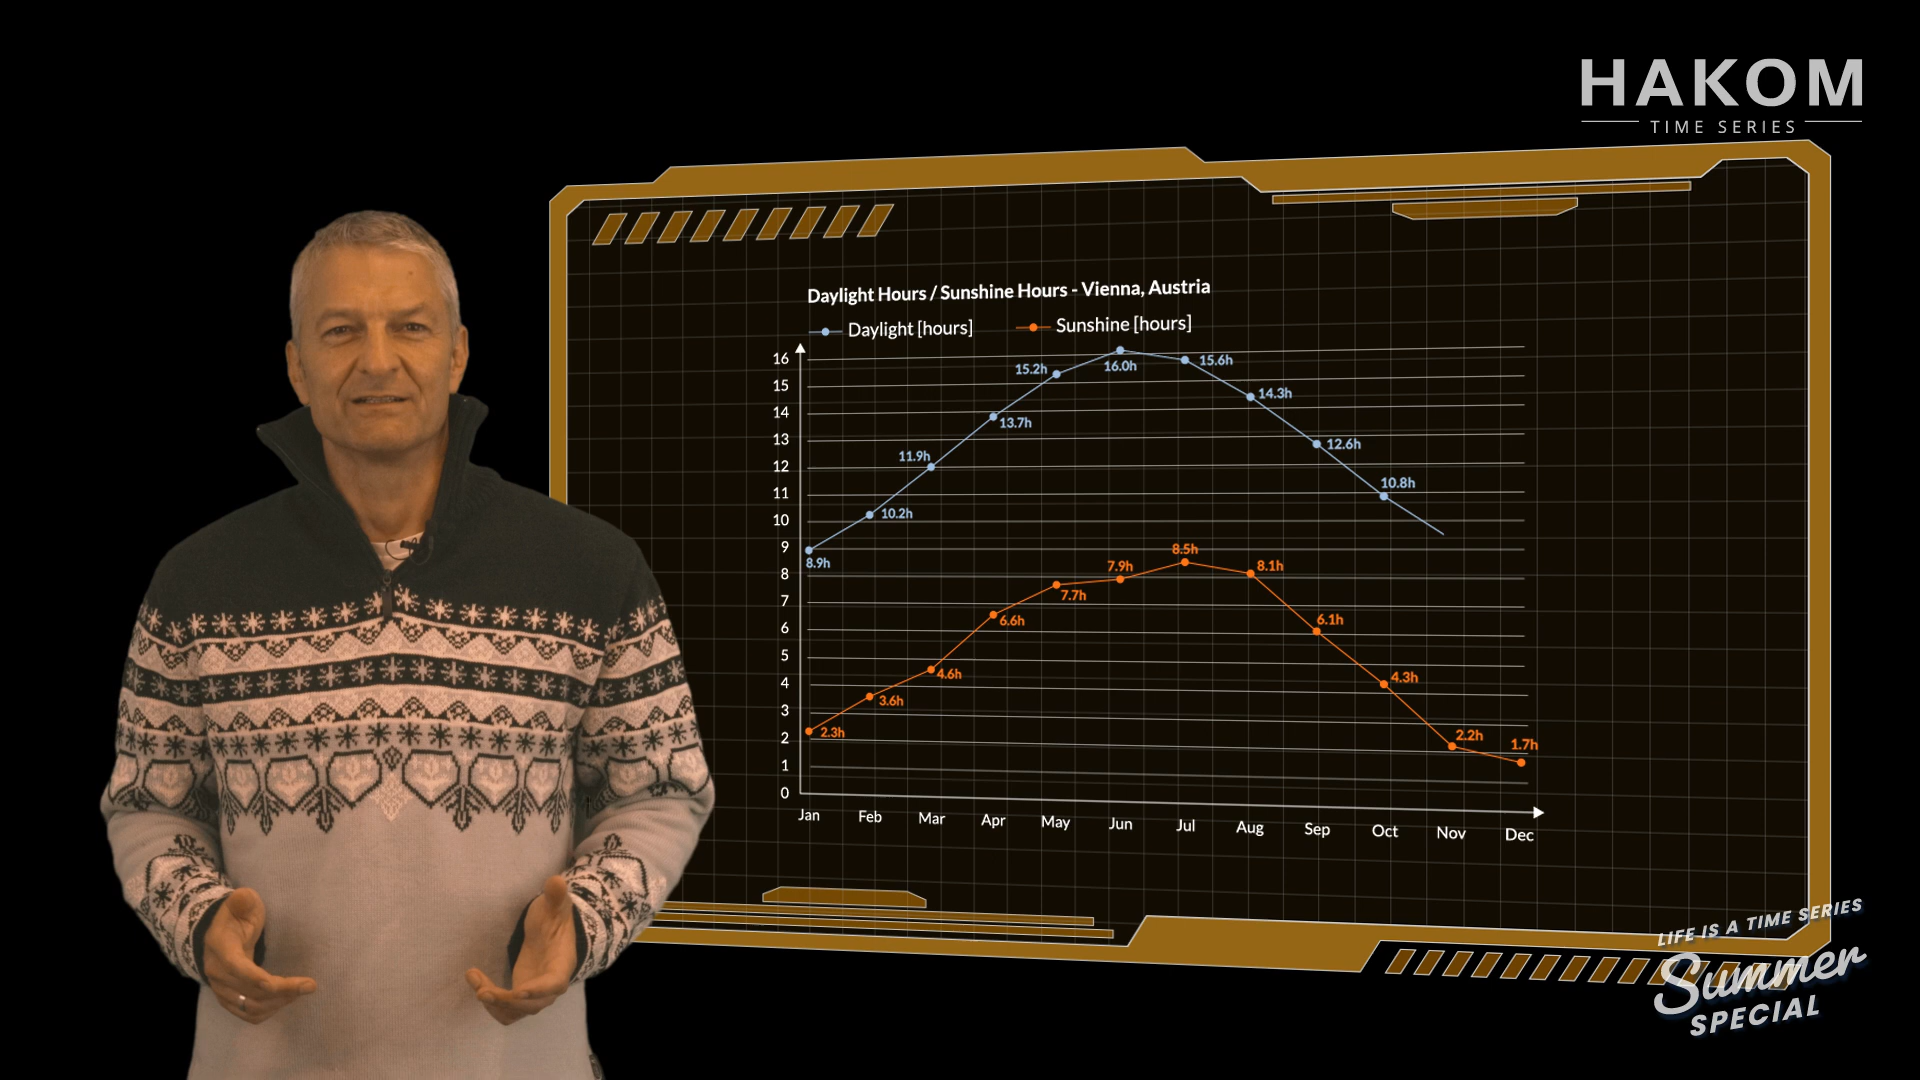 HAKOM
TIME SERIES
Daylight Hours / Sunshine Hours - Vienna, Austria
Daylight [hours] Sunshine [hours]
16
15
14
13
12
11
10
9
8
7
6
5
4
3
2
1
0
8.9h
10.2h
11.9h
13.7h
15.2h
16.0h
15.6h
14.3h
12.6h
10.8h
2.3h
3.6h
4.6h
6.6h
7.7h
7.9h
8.5h
8.1h
6.1h
4.3h
2.2h
1.7h
Jan Feb Mar Apr May Jun Jul Aug Sep Oct Nov Dec
LIFE IS A TIME SERIES
Summer
SPECIAL